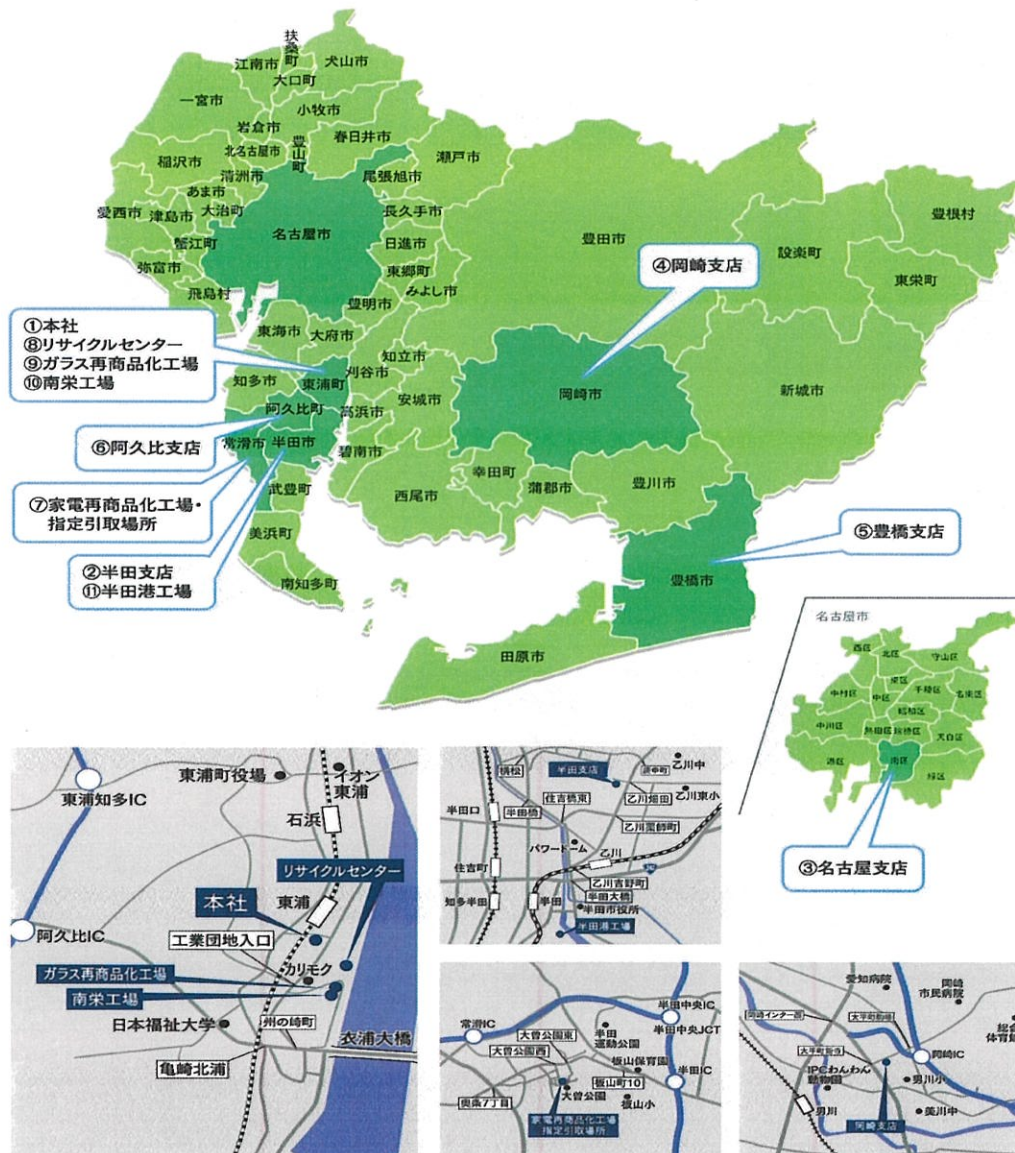 扶桑町
江南市
犬山市
大口町
一宮市
小牧市
岩倉市
豊山町
春日井市
北名古屋市
瀬戸市
稲沢市
清洲市
尾張旭市
あま市
愛西市
津島市
大治町
長久手市
豊根村
名古屋市
豊田市
設楽町
蟹江町
日進市
④岡崎支店
弥富市
東郷町
東栄町
飛島村
みよし市
豊明市
①本社
⑧リサイクルセンター
⑨ガラス再商品化工場
⑩南栄工場
東海市
大府市
知立市
知多市
東浦町
刈谷市
岡崎市
新城市
阿久比町
高浜市
安城市
⑥阿久比支店
常滑市
半田市
碧南市
幸田町
豊川市
⑦家電再商品化工場・
指定引取場所
武豊町
西尾市
蒲郡市
美浜町
⑤豊橋支店
②半田支店
⑪半田港工場
南知多町
豊橋市
田原市
名古屋市
西区
北区
守山区
東区
中村区
中区
千種区
名東区
昭和区
中川区
熱田区
瑞穂区
天白区
港区
南区
緑区
③名古屋支店
東浦知多IC
東浦町役場
イオン
東浦
石浜
リサイクルセンター
本社
東浦
阿久比IC
工業団地入口
ガラス再商品化工場
カリモク
南栄工場
日本福祉大学
州の崎町
衣浦大橋
亀崎北浦
柊松
半田支店
乙川中
半田口
半田橋
住吉橋東
乙川畑田
乙川東小
乙川薬師町
パワードーム
乙川
住吉町
乙川吉野町
知多半田
半田
半田大橋
半田市役所
半田港工場
常滑IC
大曽公園東
半田
運動公園
半田中央IC
半田中央JCT
大曽公園西
板山保育園
板山町10
半田IC
奥条7丁目
大曽公園
板山小
家電再商品化工場
指定引取場所
愛知病院
岡崎
市民病院
岡崎インター西
総合
体育館
岡崎IC
IPCわんわん
動物園
男川小
男川
美川中
岡崎支店